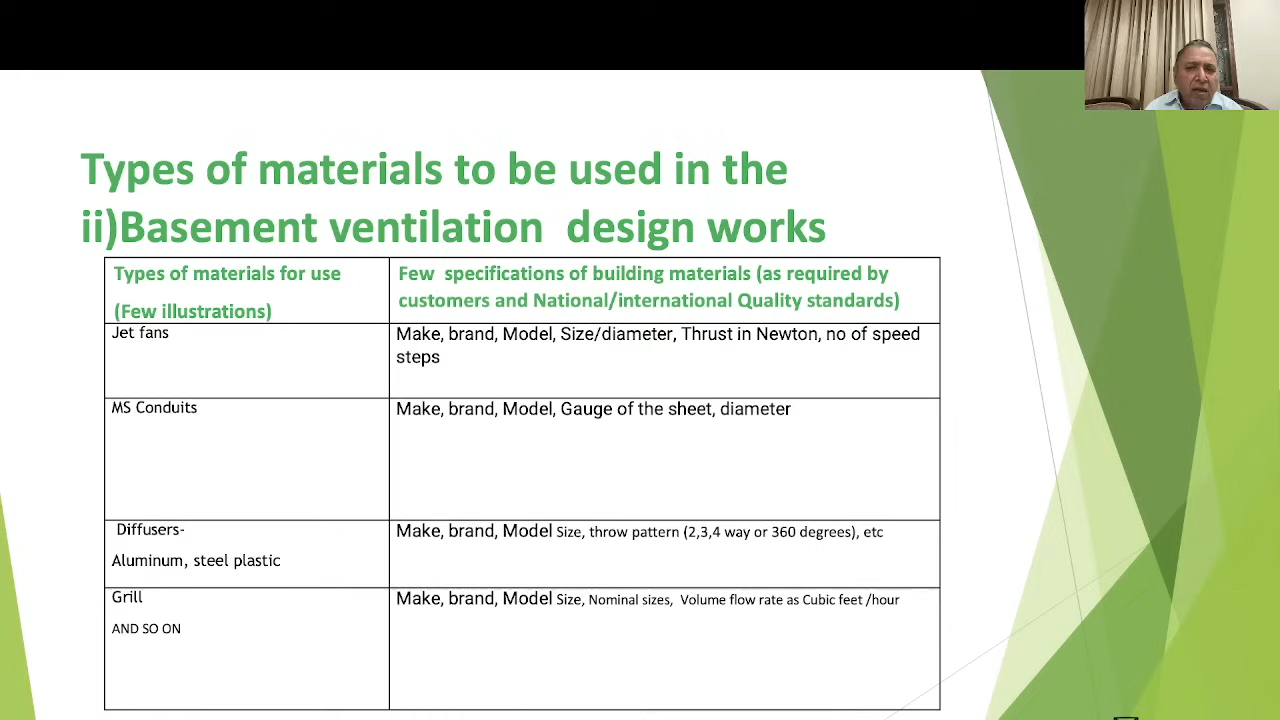 Types of materials to be used in the
ii)Basement ventilation design works
Types of materials for use
(Few illustrations)
Few specifications of building materials (as required by
customers and National/international Quality standards)
Jet fans
Make, brand, Model, Size/diameter, Thrust in Newton, no of speed
steps
MS Conduits
Make, brand, Model, Gauge of the sheet, diameter
Diffusers-
Aluminum, steel plastic
Make, brand, Model Size, throw pattern (2,3,4 way or 360 degrees), etc
Grill
AND SO ON
Make, brand, Model Size, Nominal sizes, Volume flow rate as Cubic feet /hour